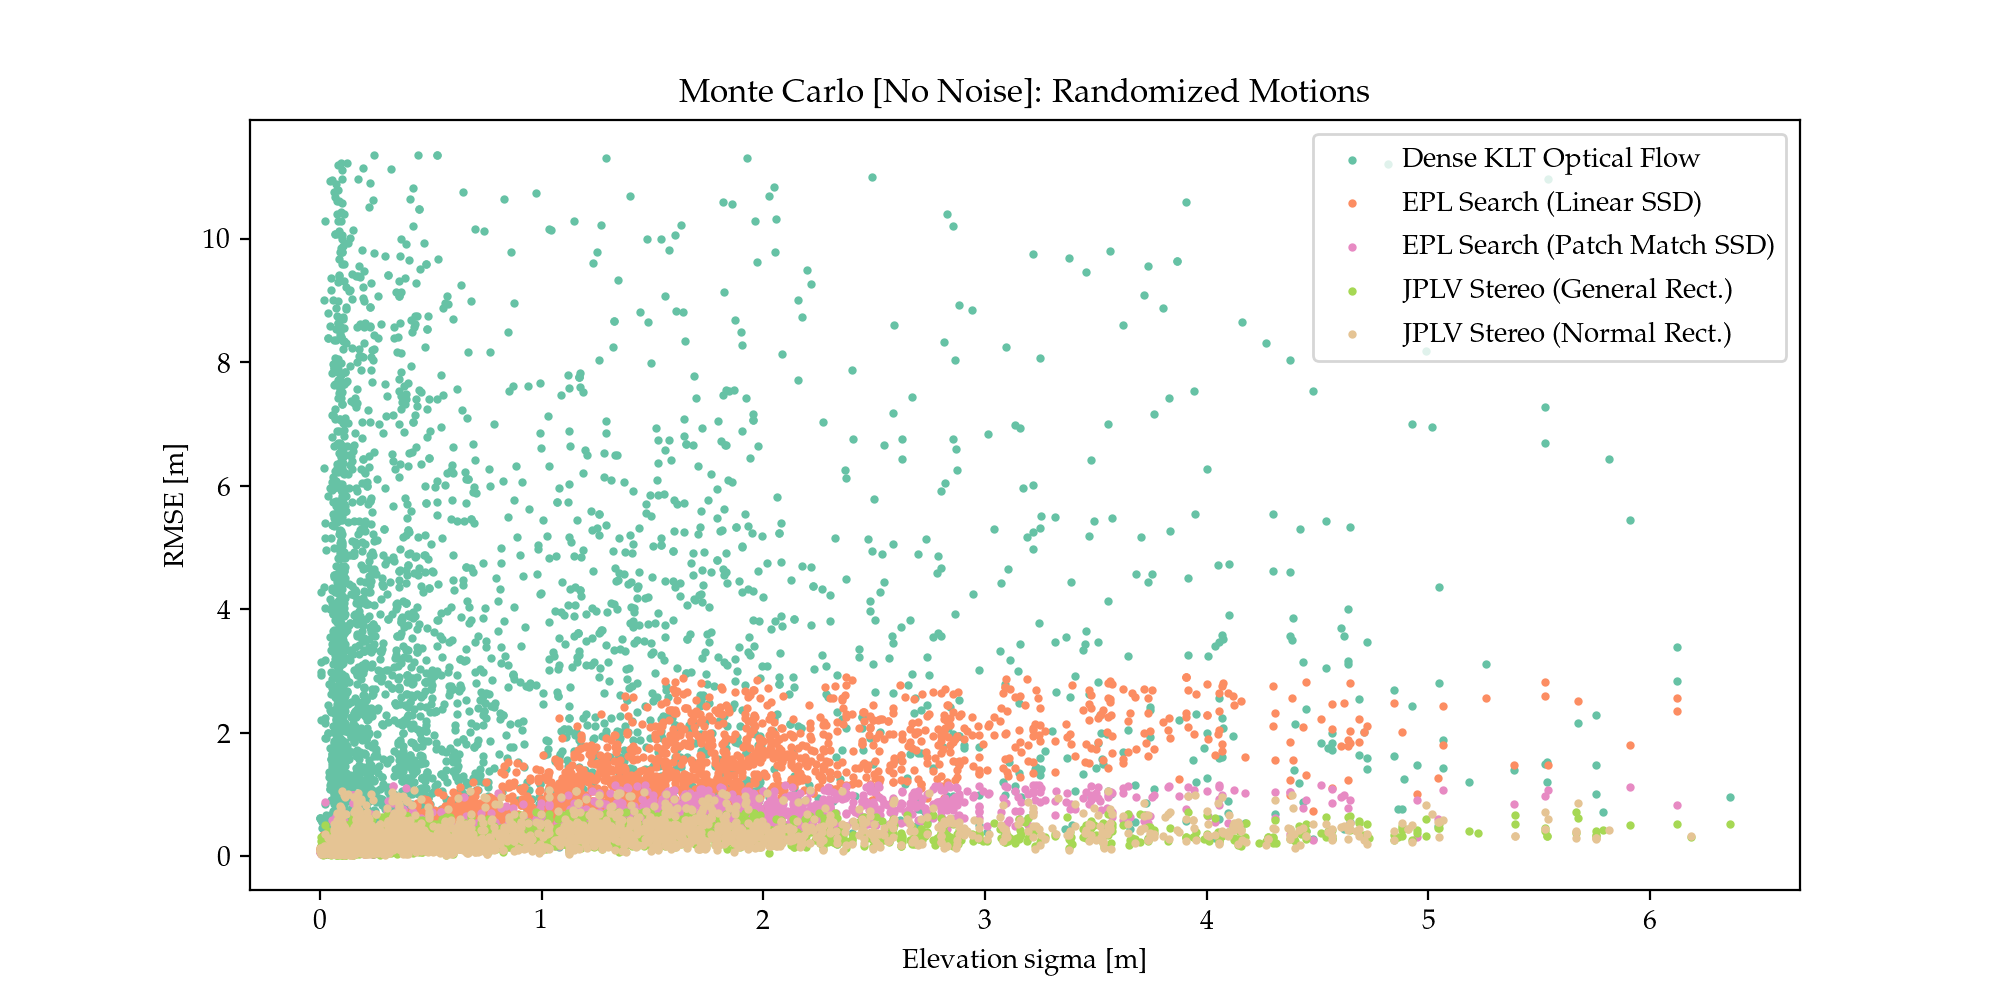 Monte Carlo [No Noise]: Randomized Motions
Dense KLT Optical Flow
EPL Search (Linear SSD)
EPL Search (Patch Match SSD)
JPLV Stereo (General Rect.)
JPLV Stereo (Normal Rect.)
RMSE [m]
10
8
6
4
2
0
0 1 2 3 4 5 6
Elevation sigma [m]